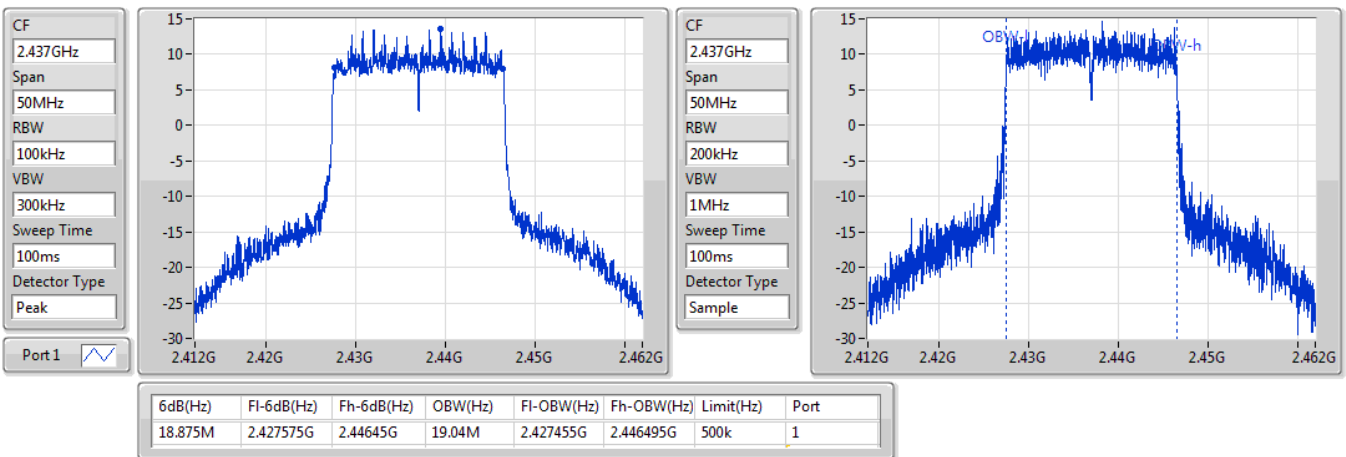 CF
2.437GHz
Span
50MHz
RBW
100kHz
VBW
300kHz
Sweep Time
100ms
Detector Type
Peak
Port 1
15
10
5
0
-5
-10
-15
-20
-25
-30
2.412G 2.42G 2.43G 2.44G 2.45G 2.462G
CF
2.437GHz
Span
50MHz
RBW
200kHz
VBW
1MHz
Sweep Time
100ms
Detector Type
Sample
15
10
5
0
-5
-10
-15
-20
-25
-30
2.412G 2.42G 2.43G 2.44G 2.45G 2.462G
6dB(Hz) Fl-6dB(Hz) Fh-6dB(Hz) OBW(Hz) Fl-OBW(Hz) Fh-OBW(Hz) Limit(Hz) Port
18.875M 2.427575G 2.44645G 19.04M 2.427455G 2.446495G 500k 1